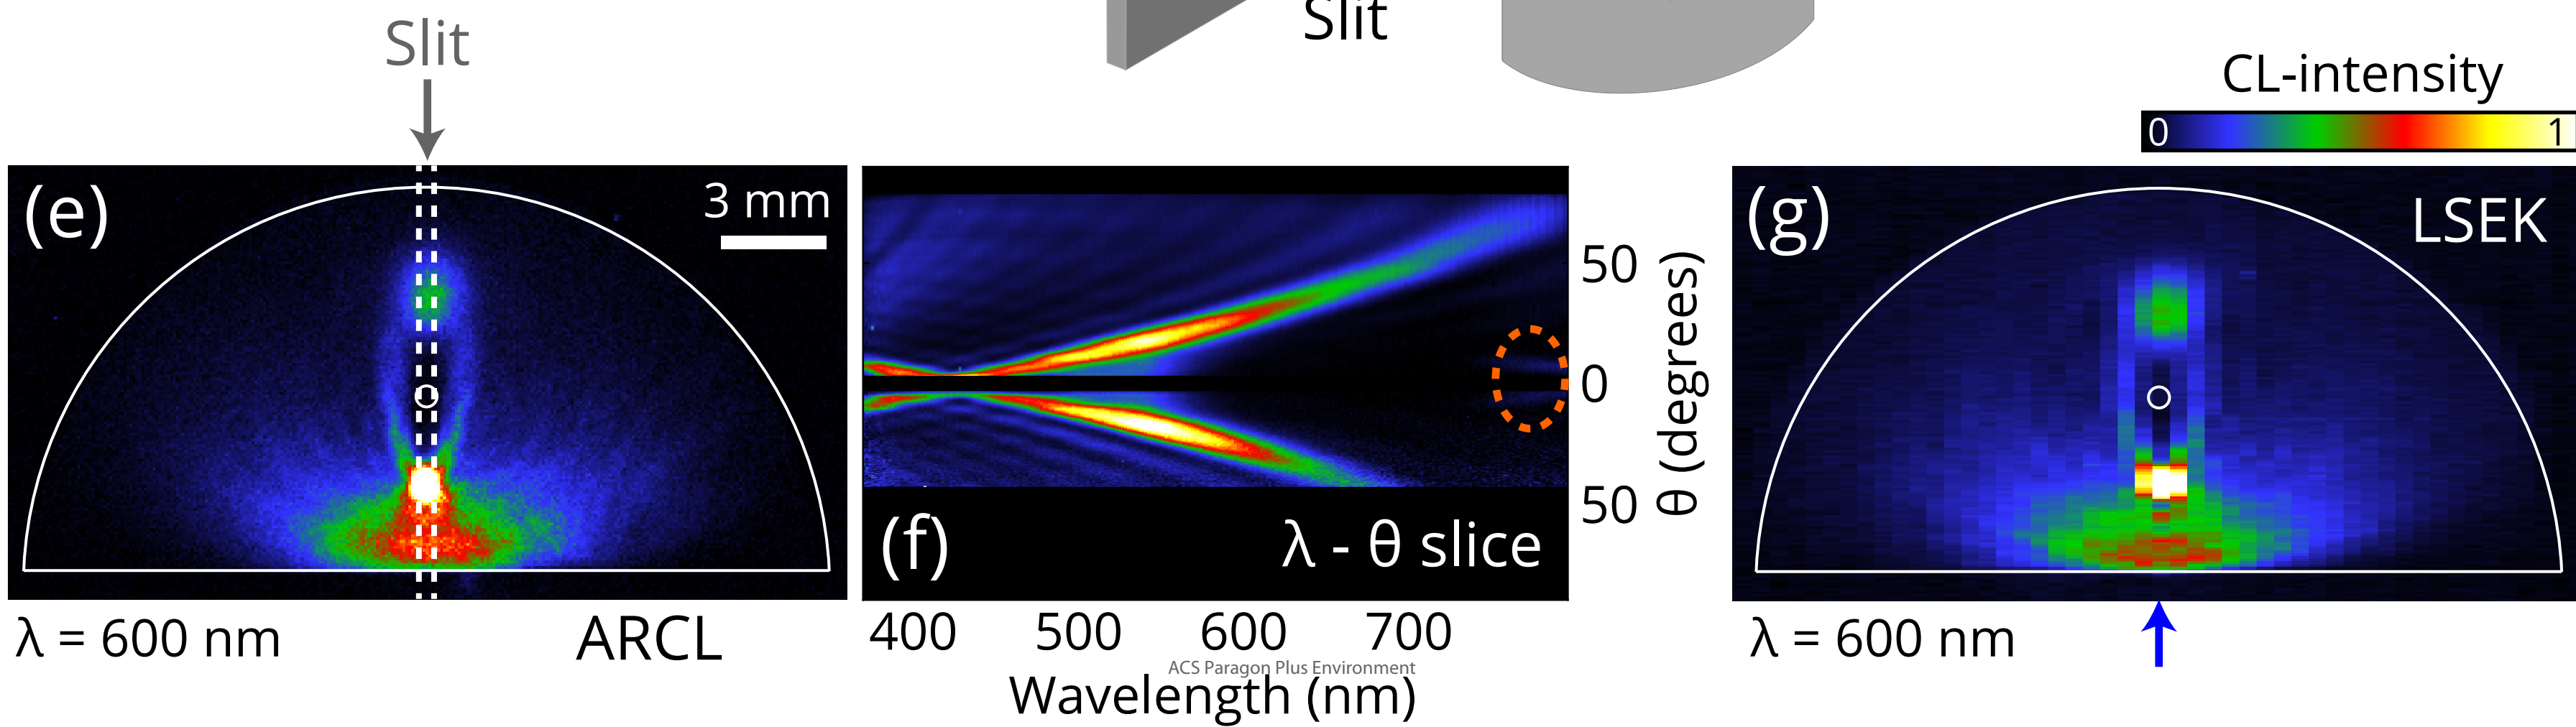 Slit
Slit
CL-intensity
0 1
(e)
3 mm
(g)
LSEK
50
0
50
θ (degrees)
(f)
λ - θ slice
λ = 600 nm
ARCL
400 500 600 700
λ = 600 nm
ACS Paragon Plus Environment
Wavelength (nm)